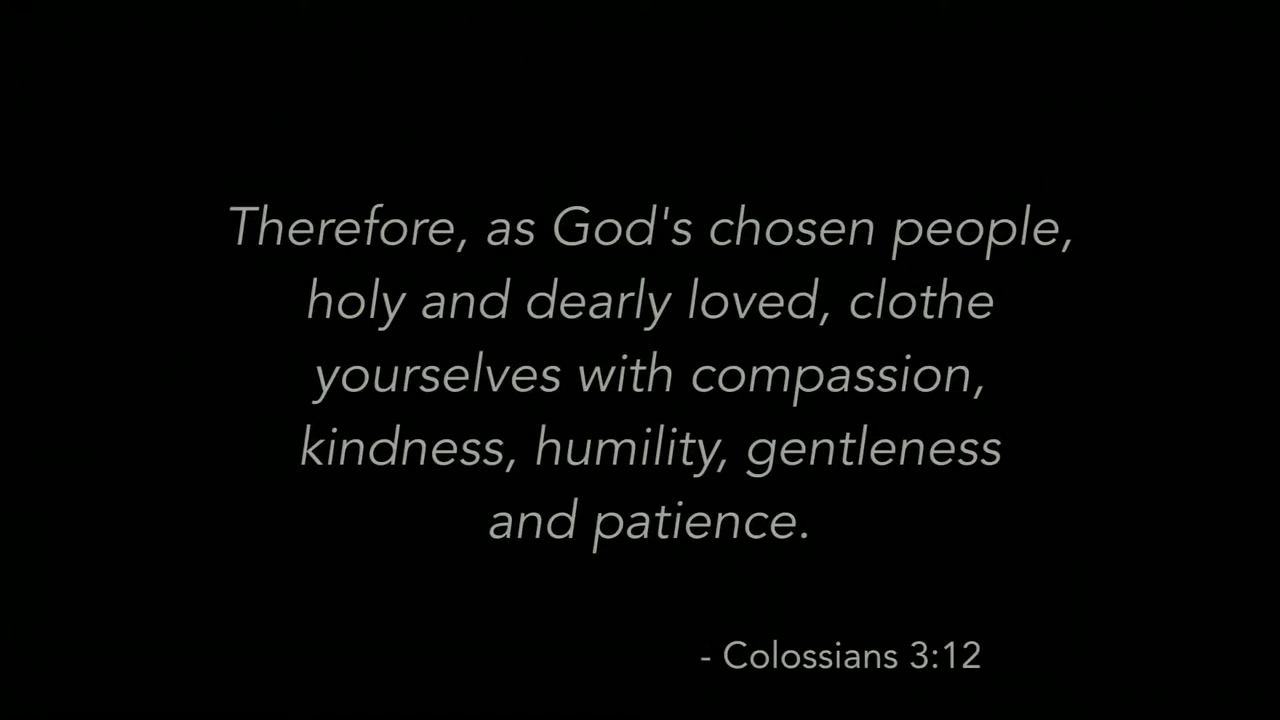 Therefore, as God's chosen people,
holy and dearly loved, clothe
yourselves with compassion,
kindness, humility, gentleness
and patience.
- Colossians 3:12